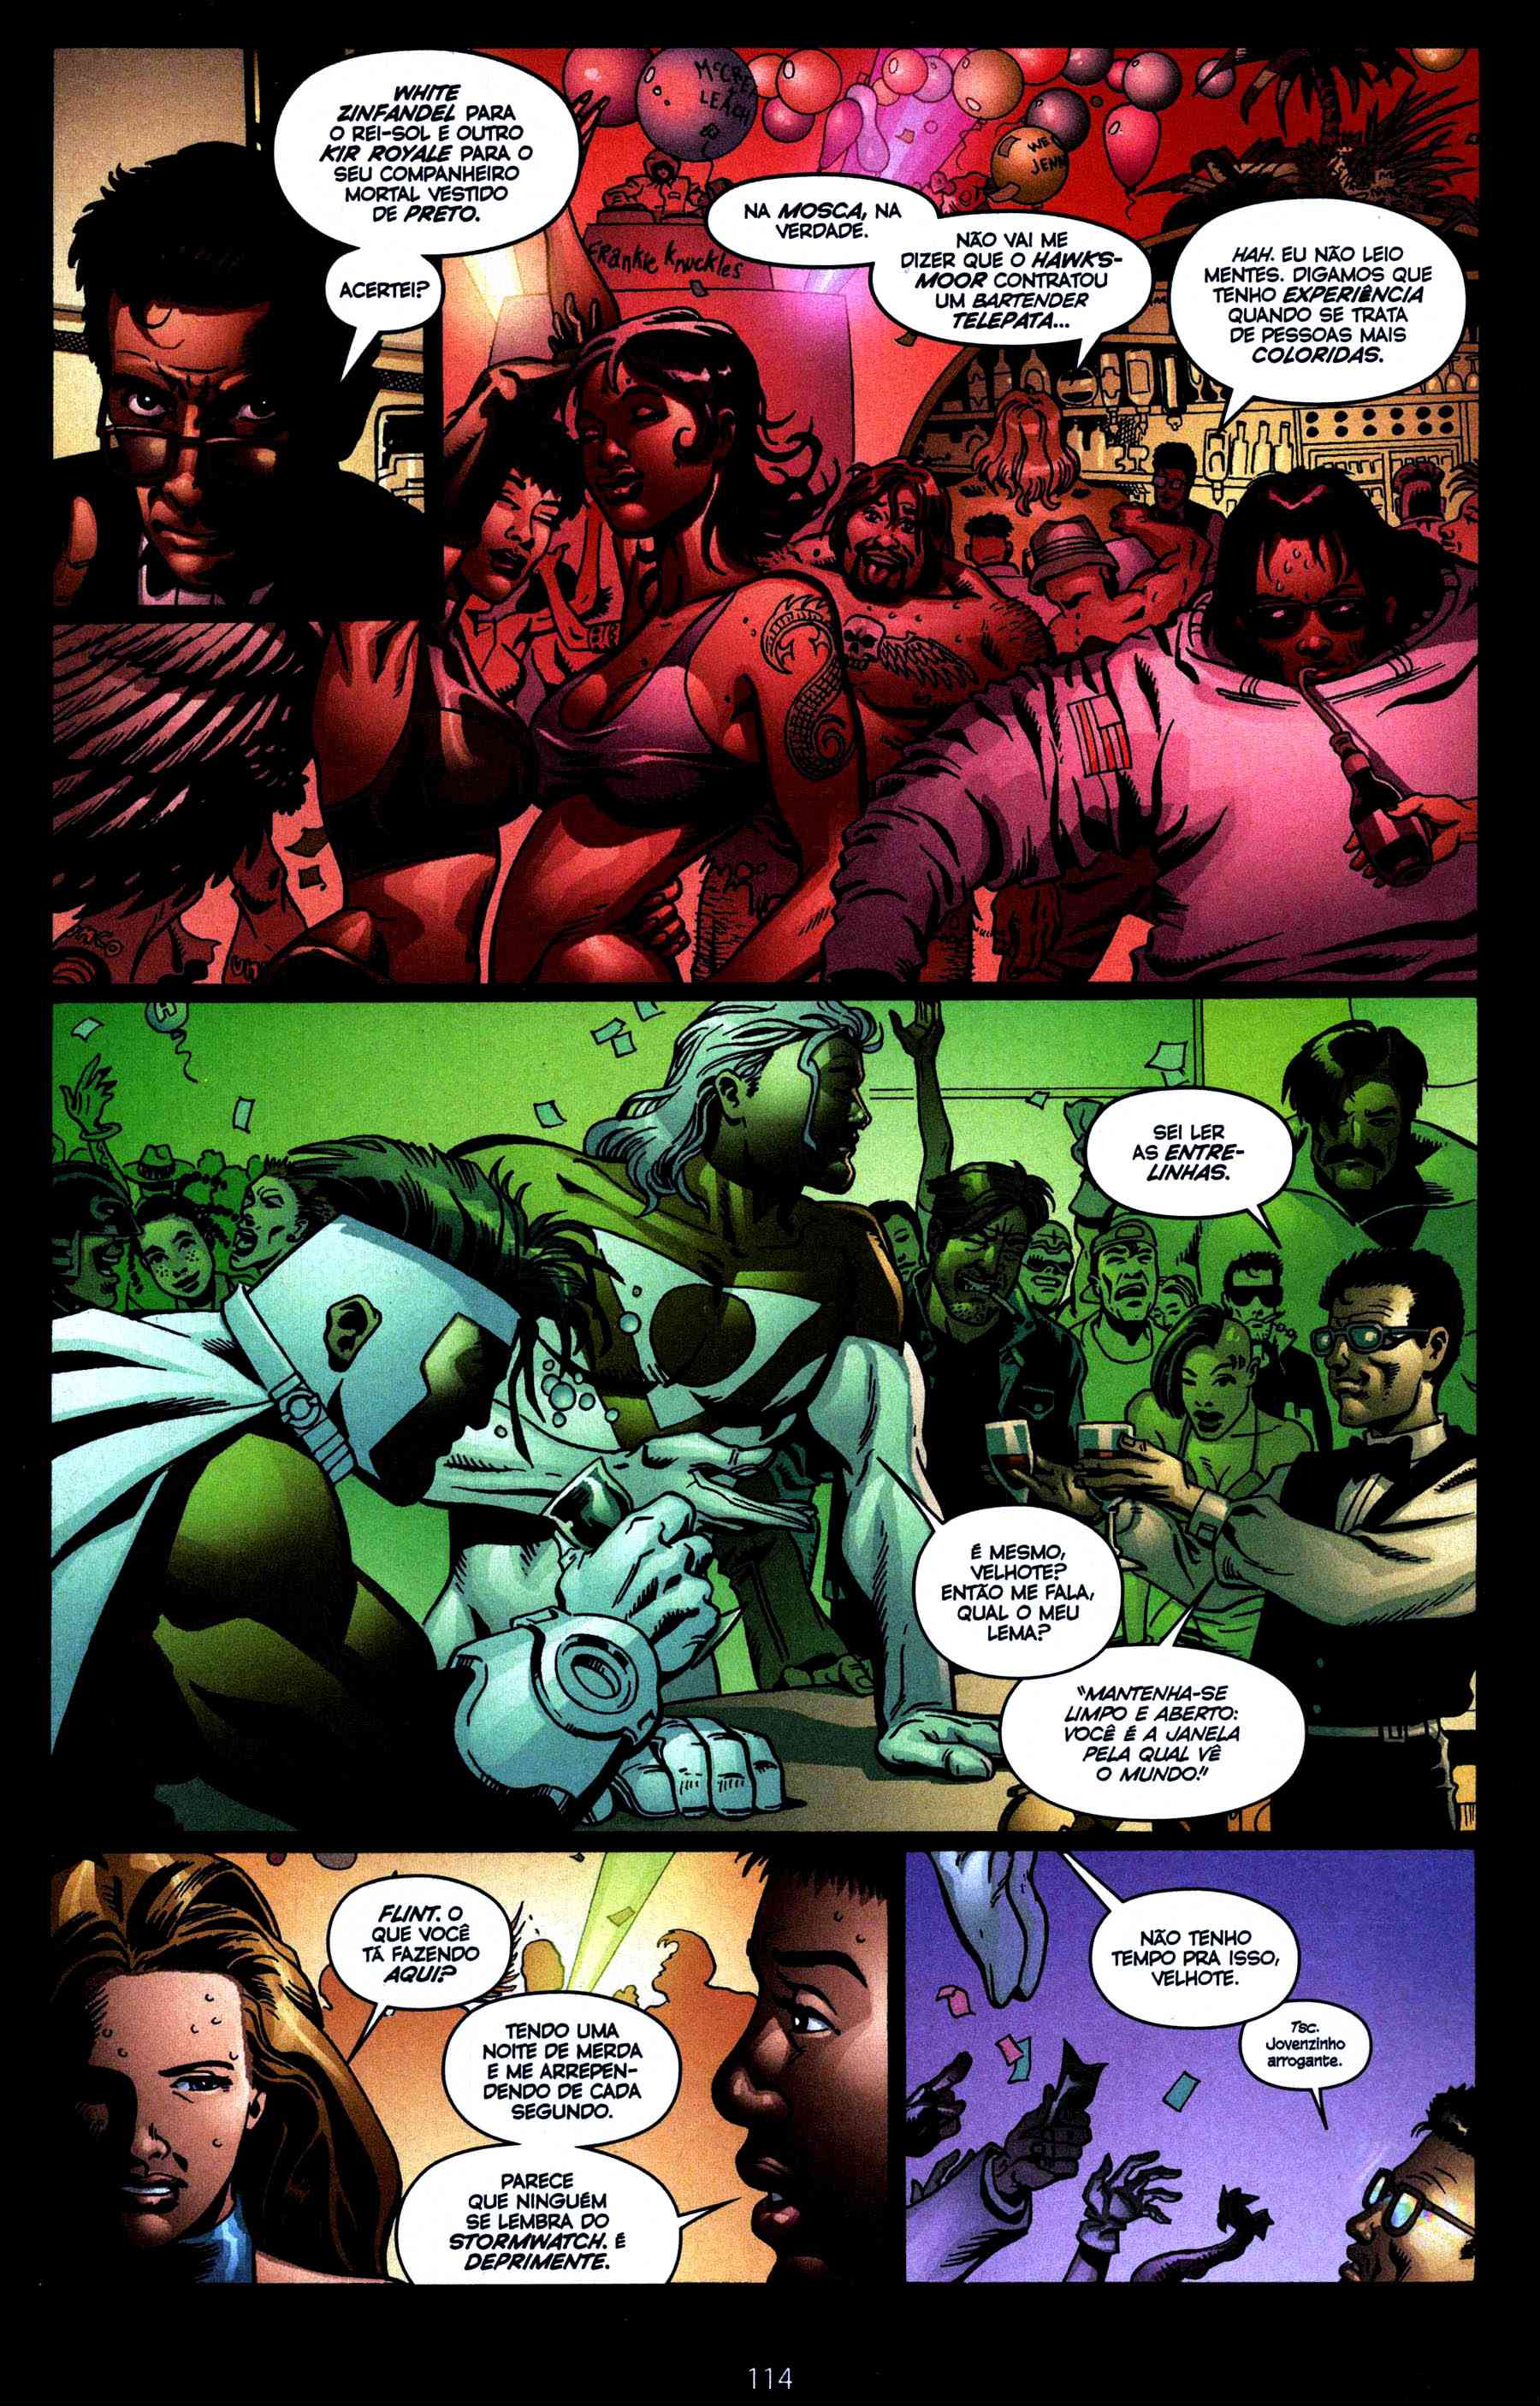 WHITE
ZINFANDEL PARA
O REI-SOL E OUTRO
KIR ROYALE PARA O
SEU COMPANHEIRO
MORTAL VESTIDO
DE PRETO.
ACERTEI?
LEACH
Frankie Knuckles
NA MOSCA, NA
VERDADE.
NÃO VAI ME
DIZER QUE O HAWKS-
MOOR CONTRATOU
UM BARTENDER
TELEPATA...
HAH. EU NÃO LEIO
MENTES. DIGAMOS QUE
TENHO EXPERIÊNCIA
QUANDO SE TRATA
DE PESSOAS MAIS
COLORIDAS.
SEI LER
AS ENTRE-
LINHAS.
É MESMO,
VELHOTE?
ENTÃO ME FALA,
QUAL O MEU
LEMA?
"MANTENHA-SE
LIMPO E ABERTO:
VOCÊ É A JANELA
PELA QUAL VÊ
O MUNDO."
FLINT. O
QUE VOCÊ
TÁ FAZENDO
AQUI?
TENDO UMA
NOITE DE MERDA
E ME ARREPEN-
DENDO DE CADA
SEGUNDO.
PARECE
QUE NINGUÉM
SE LEMBRA DO
STORMWATCH. É
DEPRIMENTE.
NÃO TENHO
TEMPO PRA ISSO,
VELHOTE.
Tsc.
Jovenzinho
arrogante.
114